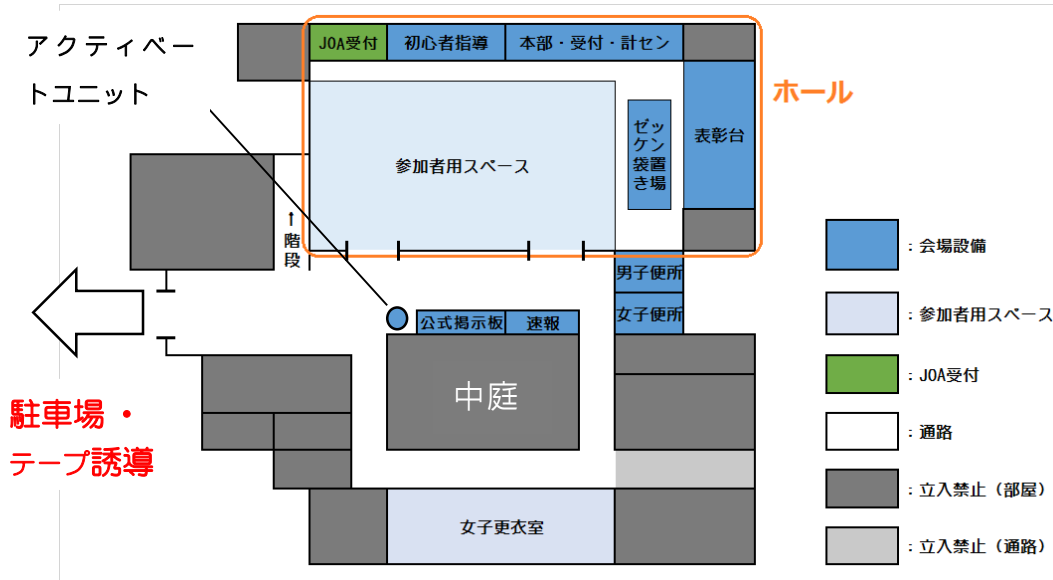 アクティベー
トユニット
JOA受付
初心者指導
本部・受付・計セン
ホール
表彰台
ゼッ
ケン
袋置
き場
参加者用スペース
↑
階
段
男子便所
女子便所
公式掲示板
速報
中庭
駐車場・
テープ誘導
女子更衣室
：会場設備
：参加者用スペース
：JOA受付
：通路
：立入禁止（部屋）
：立入禁止（通路）